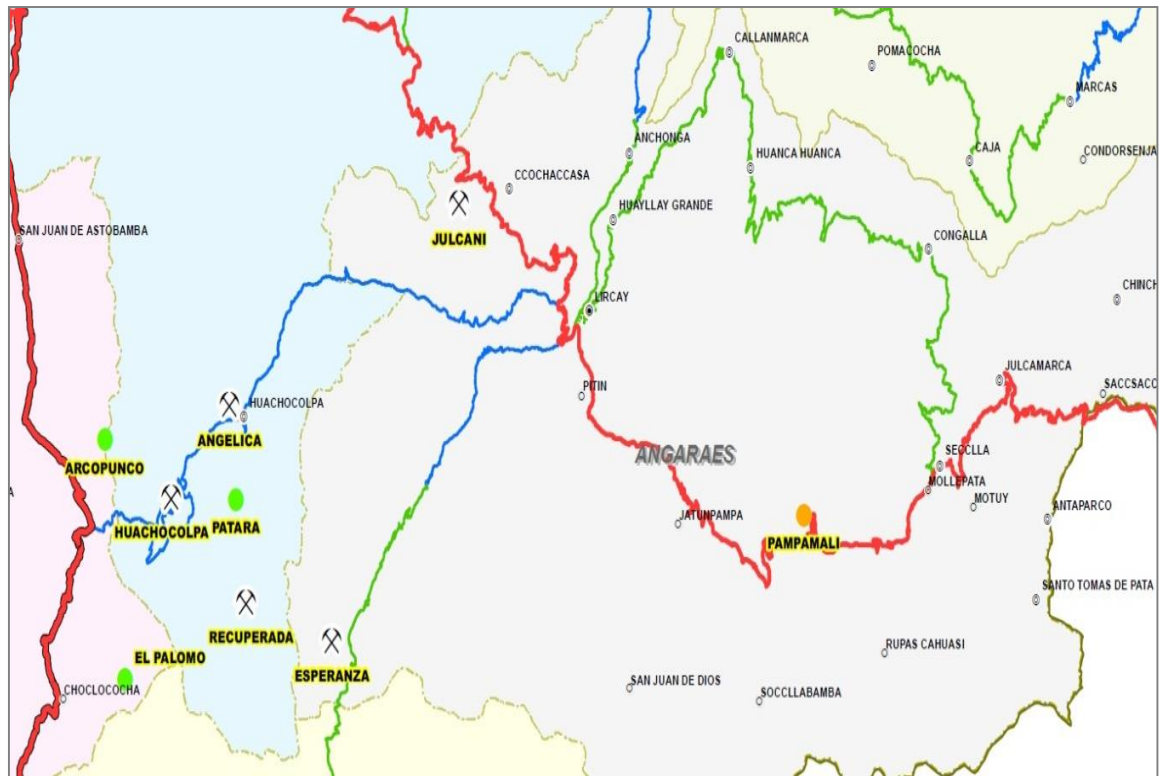 CALLANMARCA
POMACOCHA
MARCAS
ANCHONGA
HUANCA HUANCA
CAJA
CONDORSENJA
CCOCHACCASA
HUAYLLAY GRANDE
JULCANI
SAN JUAN DE ASTOBAMBA
CONGALLA
LIRCAY
CHINCH
JULCAMARCA
PITIN
SACCSACC
HUACHOCOLPA
ANGELICA
ANGARAES
ARCOPUNCO
SECCLLA
MOLLEPATA
MOTUY
ANTAPARCO
A
HUACHOCOLPA
PATARA
JATUNPAMPA
PAMPAMALI
SANTO TOMAS DE PATA
RECUPERADA
RUPAS CAHUASI
EL PALOMO
ESPERANZA
CHOCLOCOCHA
SAN JUAN DE DIOS
SOCCLLABAMBA